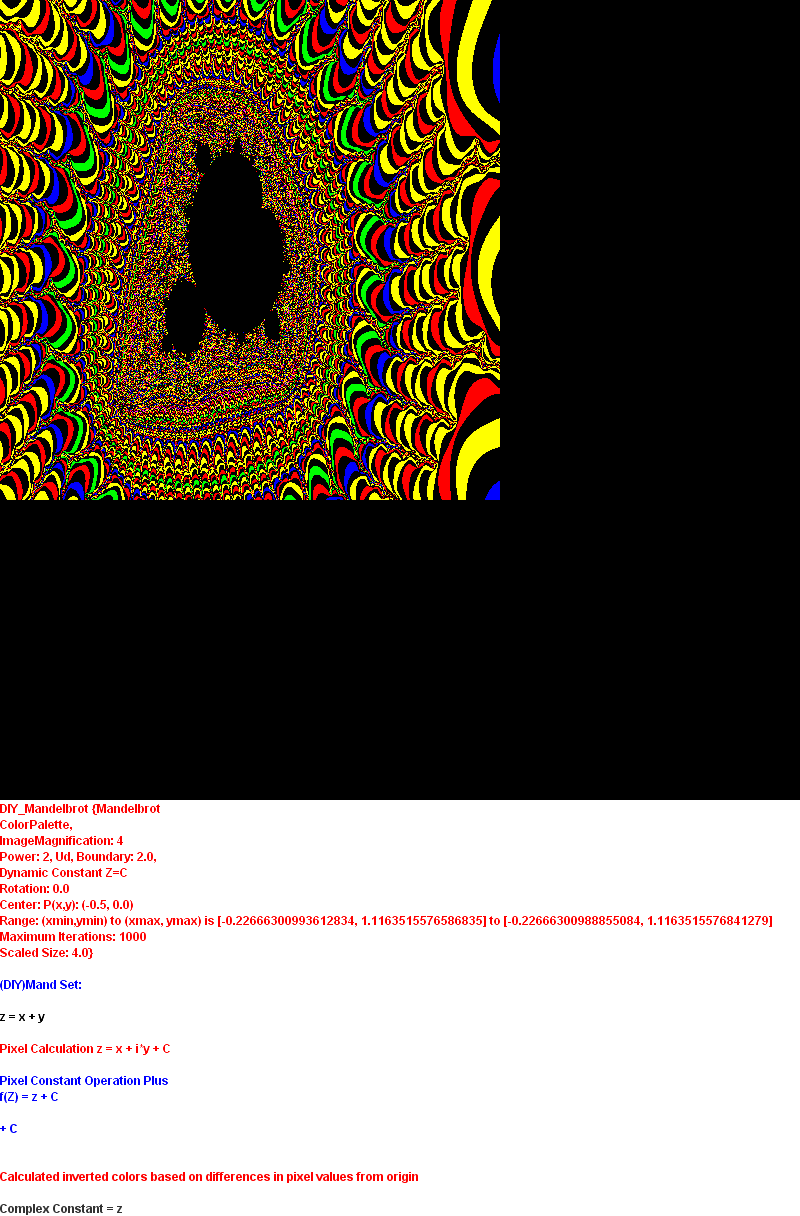 DIY_Mandelbrot {Mandelbrot
ColorPalette,
ImageMagnification: 4
Power: 2, Ud, Boundary: 2.0,
Dynamic Constant Z=C
Rotation: 0.0
Center: P(x,y): (-0.5, 0.0)
Range: (xmin,ymin) to (xmax, ymax) is [-0.22666300993612834, 1.1163515576586835] to [-0.22666300988855084, 1.1163515576841279]
Maximum Iterations: 1000
Scaled Size: 4.0}
(DIY)Mand Set:
z = x + y
Pixel Calculation z = x + i*y + C
Pixel Constant Operation Plus
f(Z) = z + C
+ C
Calculated inverted colors based on differences in pixel values from origin
Complex Constant = z